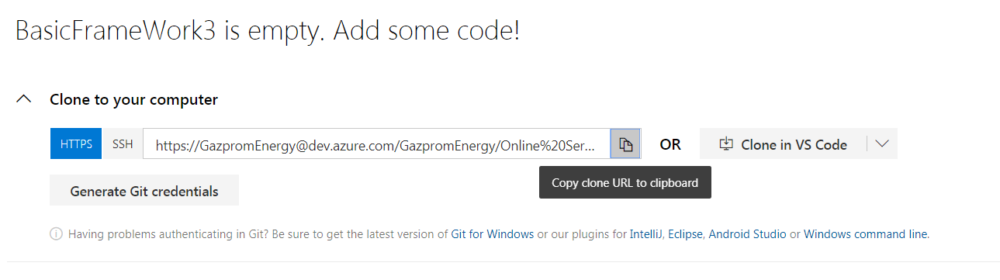 BasicFrameWork3 is empty. Add some code!
Clone to your computer
HTTPS SSH https://GazpromEnergy@dev.azure.com/GazpromEnergy/Online%20Ser... OR Clone in VS Code
Copy clone URL to clipboard
Generate Git credentials
Having problems authenticating in Git? Be sure to get the latest version of Git for Windows or our plugins for IntelliJ, Eclipse, Android Studio or Windows command line.